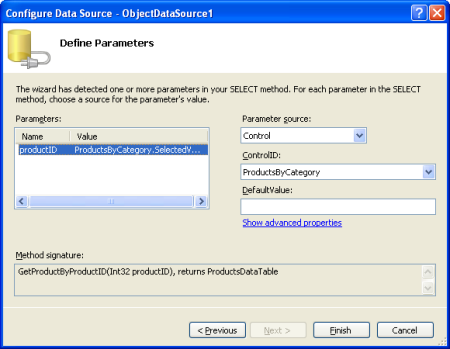 Configure Data Source - ObjectDataSource1
Define Parameters
The wizard has detected one or more parameters in your SELECT method. For each parameter in the SELECT
method, choose a source for the parameter's value.
Parameters:
Name Value
productID ProductsByCategory.SelectedV...
Parameter source:
Control
ControlID:
ProductsByCategory
DefaultValue:
Show advanced properties
Method signature:
GetProductByProductID(Int32 productID), returns ProductsDataTable
< Previous Next > Finish Cancel